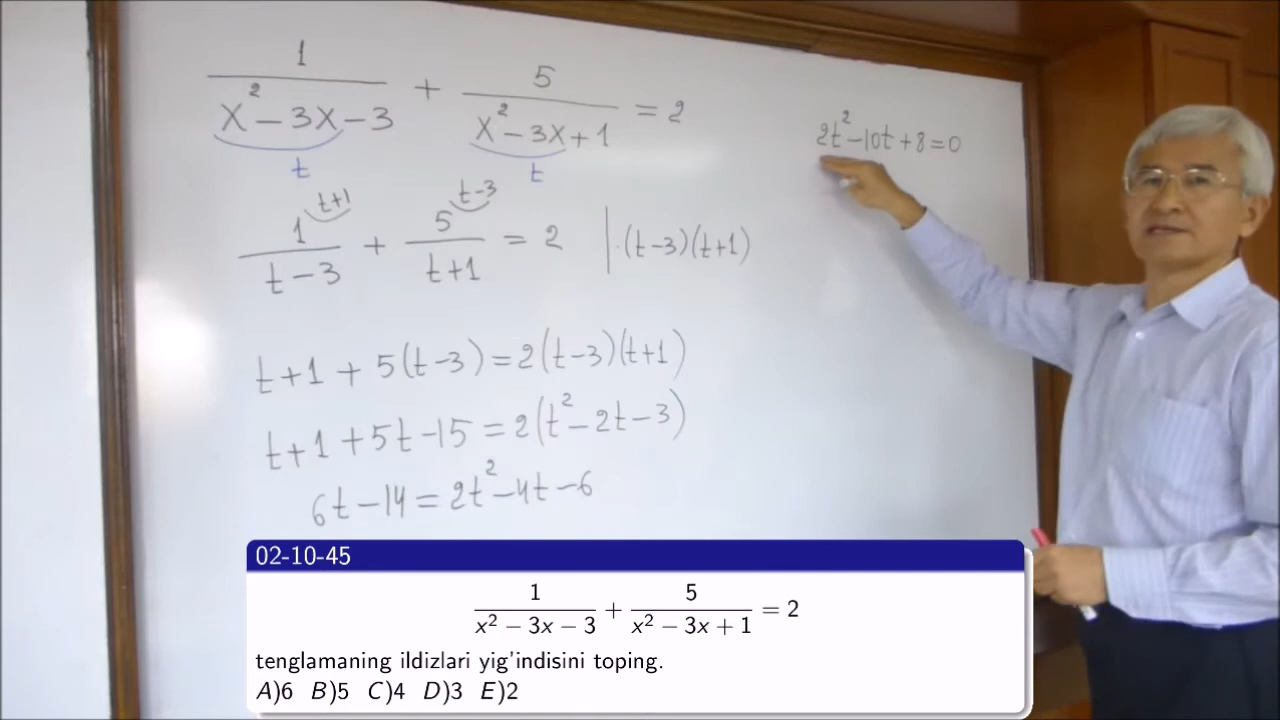 1/(x² − 3x − 3) + 5/(x² − 3x + 1) = 2
t t
t+1 t−3
1/(t − 3) + 5/(t + 1) = 2 | · (t−3)(t+1)
t+1 + 5(t−3) = 2(t−3)(t+1)
t+1 + 5t − 15 = 2(t² − 2t − 3)
6t − 14 = 2t² − 4t − 6
2t² − 10t + 8 = 0
02-10-45
1/(x² − 3x − 3) + 5/(x² − 3x + 1) = 2
tenglamaning ildizlari yig'indisini toping.
A)6 B)5 C)4 D)3 E)2